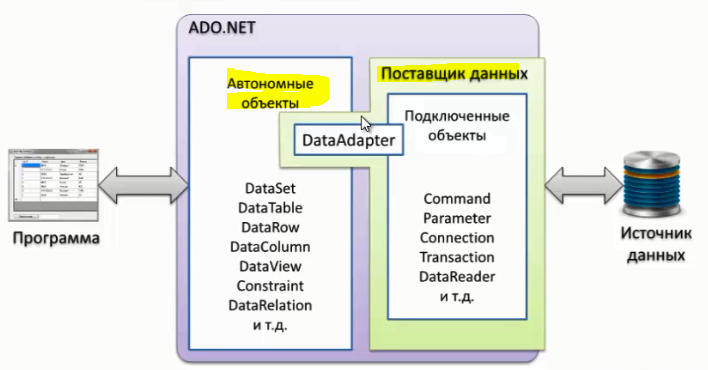 ADO.NET
Автономные
объекты
Поставщик данных
Подключенные
объекты
DataAdapter
DataSet
DataTable
DataRow
DataColumn
DataView
Constraint
DataRelation
и т.д.
Command
Parameter
Connection
Transaction
DataReader
и т.д.
Программа
Источник
данных